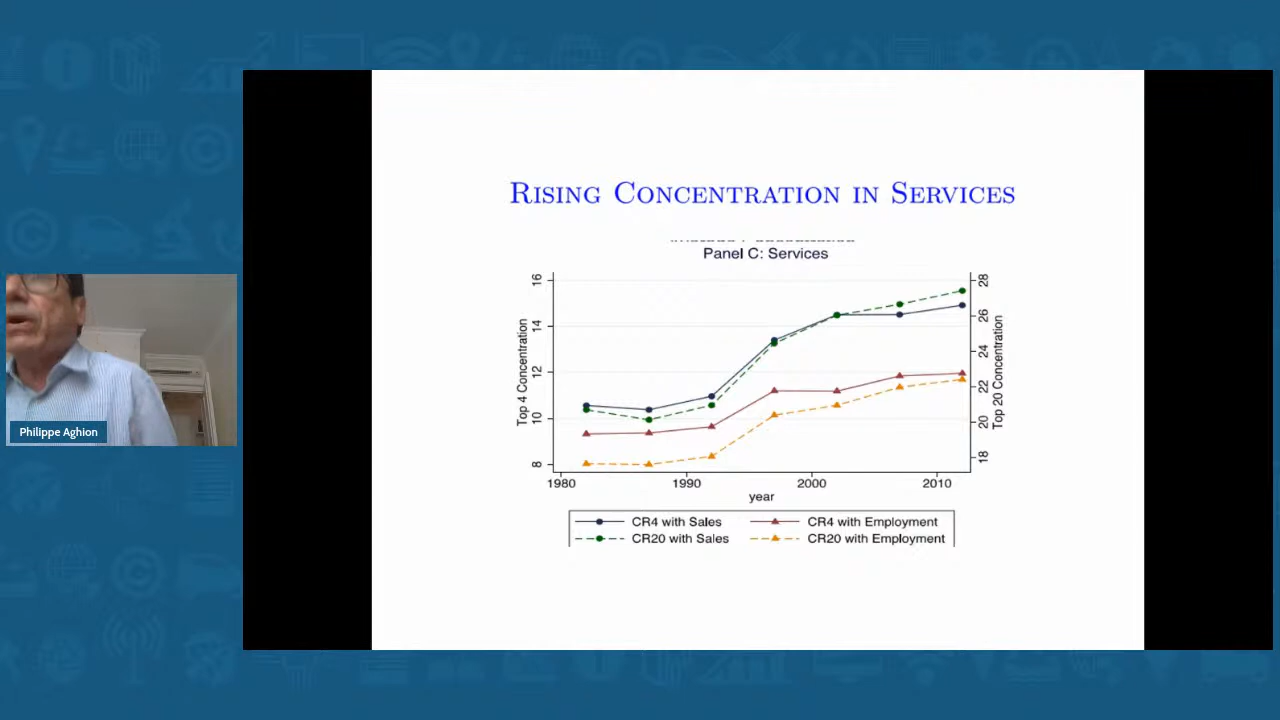 RISING CONCENTRATION IN SERVICES
Panel C: Services
Top 4 Concentration
16
14
12
10
8
28
26
24
22
20
18
Top 20 Concentration
1980 1990 2000 2010
year
CR4 with Sales CR4 with Employment
CR20 with Sales CR20 with Employment
Philippe Aghion